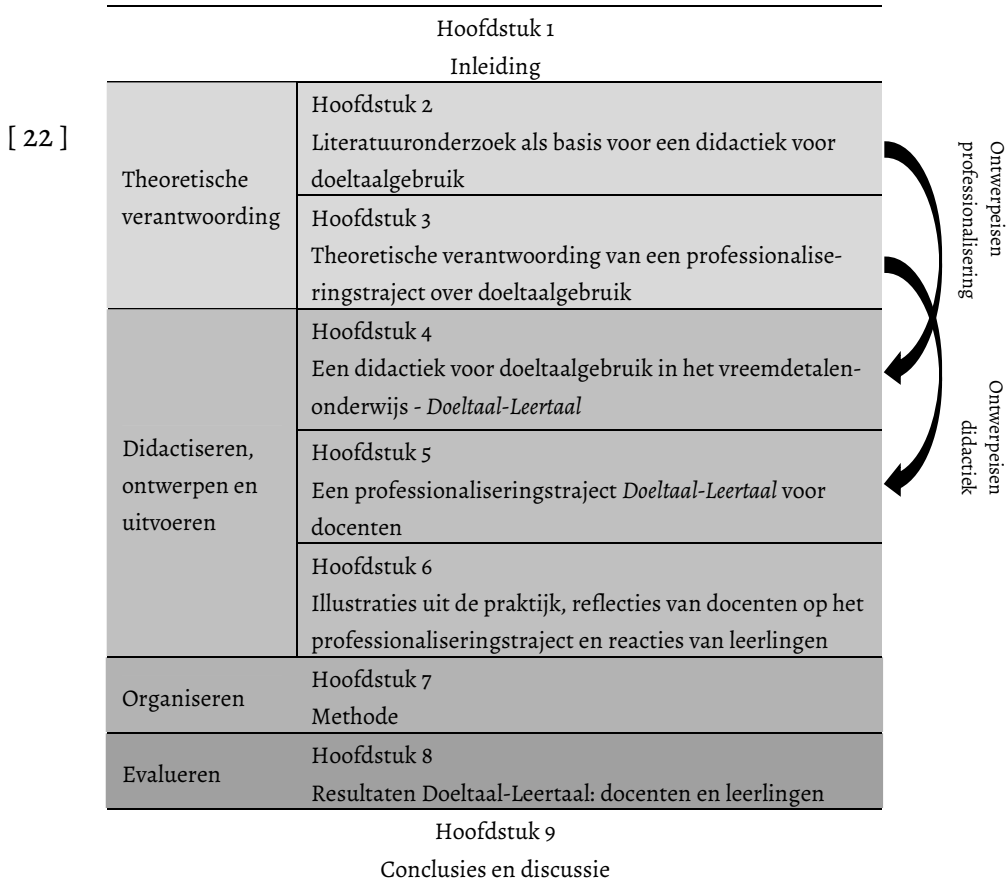 Hoofdstuk 1
Inleiding
[ 22 ]
Theoretische
verantwoording
Hoofdstuk 2
Literatuuronderzoek als basis voor een didactiek voor
doeltaalgebruik
Hoofdstuk 3
Theoretische verantwoording van een professionalise-
ringstraject over doeltaalgebruik
Ontwerpeisen
professionalisering
Didactiseren,
ontwerpen en
uitvoeren
Hoofdstuk 4
Een didactiek voor doeltaalgebruik in het vreemdetalen-
onderwijs - Doeltaal-Leertaal
Hoofdstuk 5
Een professionaliseringstraject Doeltaal-Leertaal voor
docenten
Ontwerpeisen
didactiek
Hoofdstuk 6
Illustraties uit de praktijk, reflecties van docenten op het
professionaliseringstraject en reacties van leerlingen
Organiseren
Hoofdstuk 7
Methode
Evalueren
Hoofdstuk 8
Resultaten Doeltaal-Leertaal: docenten en leerlingen
Hoofdstuk 9
Conclusies en discussie